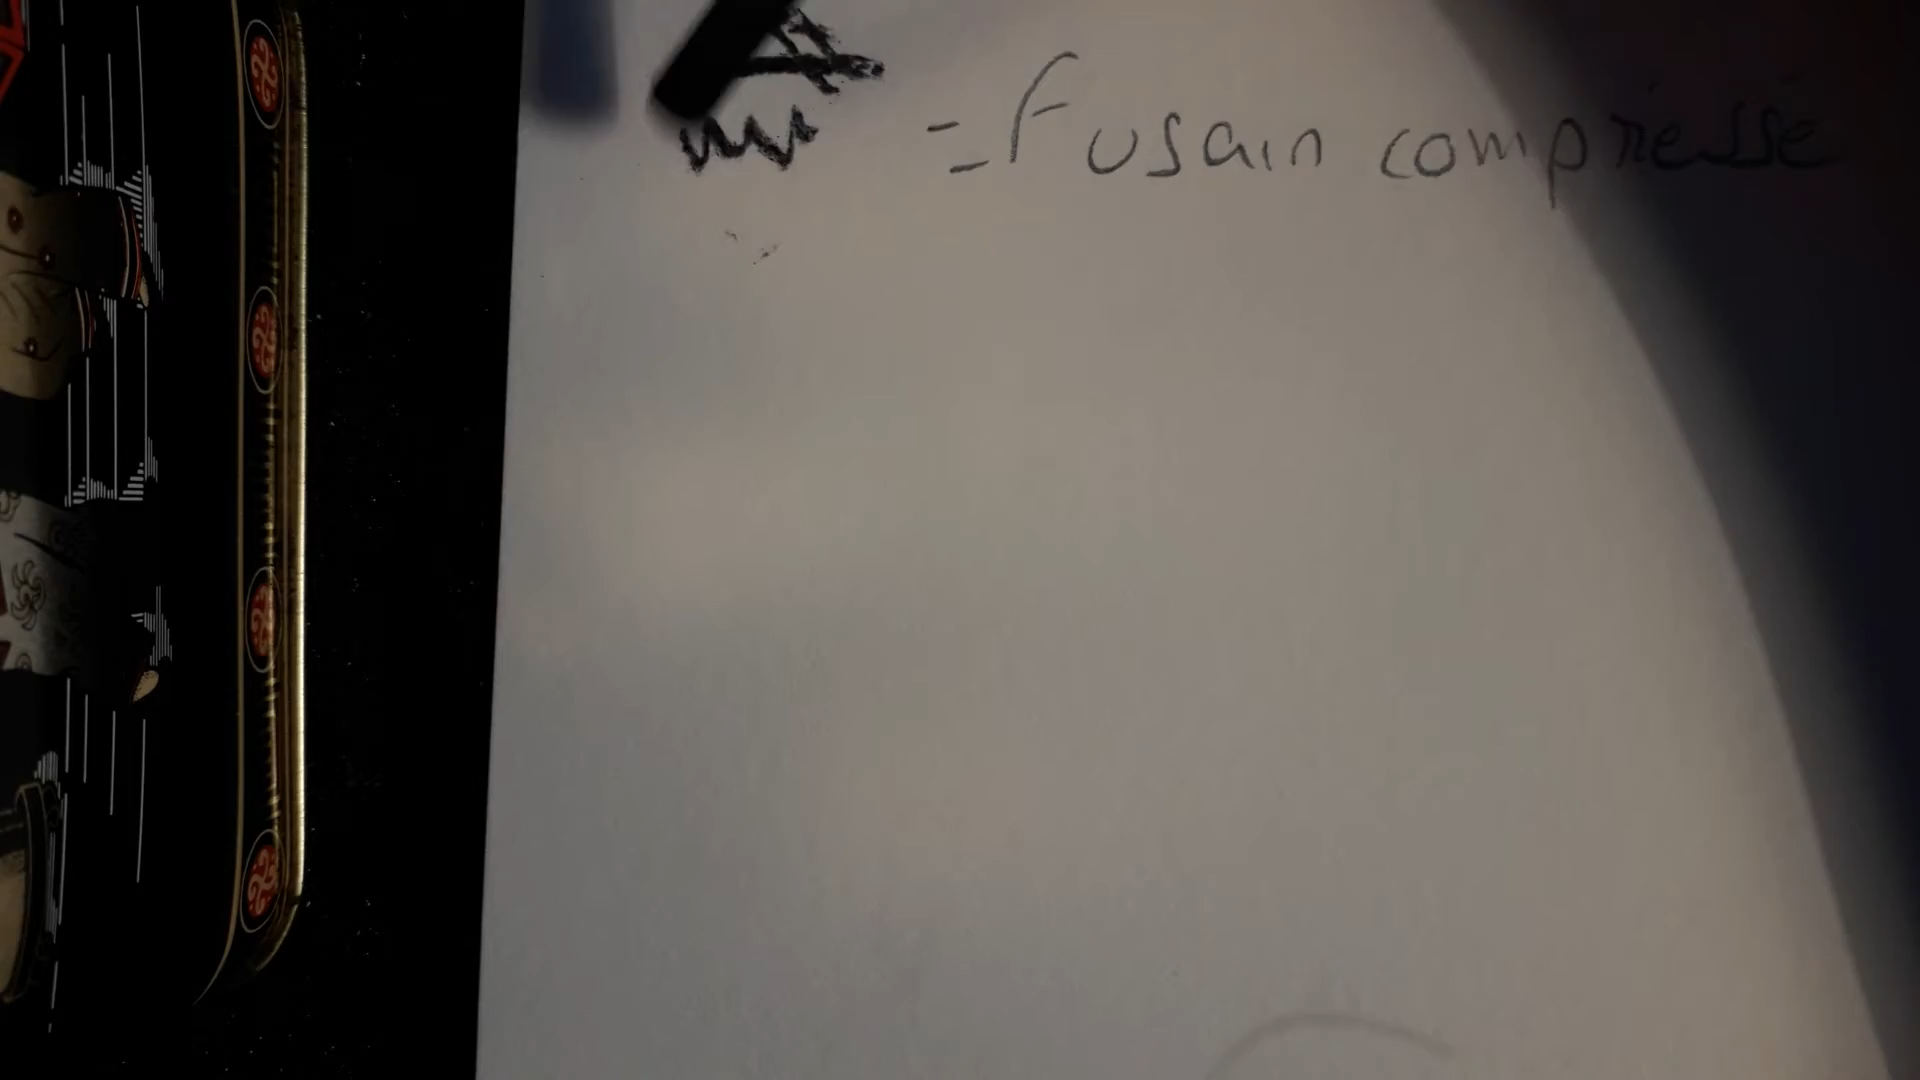 = Fusain compressé